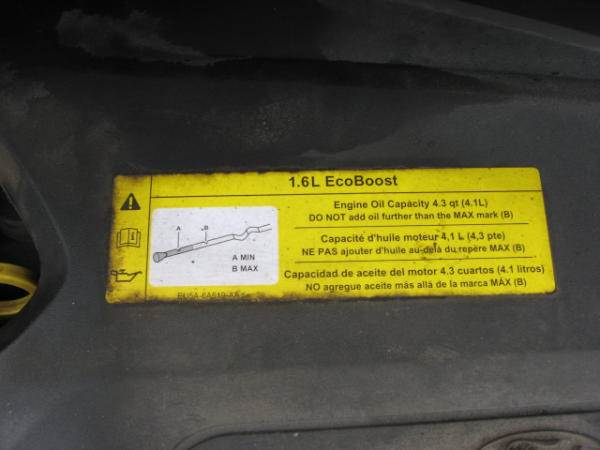 1.6L EcoBoost
Engine Oil Capacity 4.3 qt (4.1L)
DO NOT add oil further than the MAX mark (B)
Capacité d'huile moteur 4,1 L (4,3 pte)
NE PAS ajouter d'huile au-delà du repère MAX (B)
Capacidad de aceite del motor 4.3 cuartos (4.1 litros)
NO agregue aceite más allá de la marca MÁX (B)
A B
A MIN
B MAX